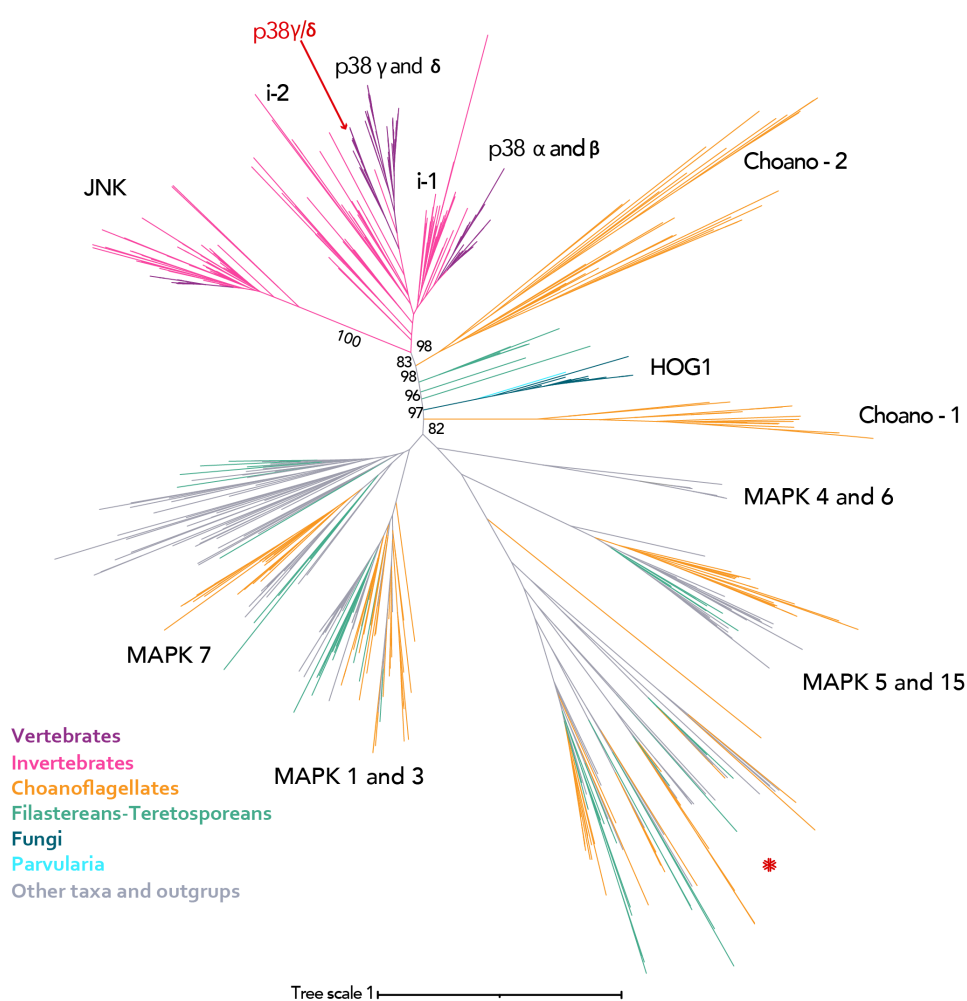 p38γ/δ
p38 γ and δ
i-2
p38 α and β
Choano - 2
i-1
JNK
100
98
83
98
HOG1
96
97
Choano - 1
82
MAPK 4 and 6
MAPK 7
MAPK 5 and 15
Vertebrates
Invertebrates
MAPK 1 and 3
Choanoflagellates
Filastereans-Teretosporeans
Fungi
Parvularia
*
Other taxa and outgrups
Tree scale 1